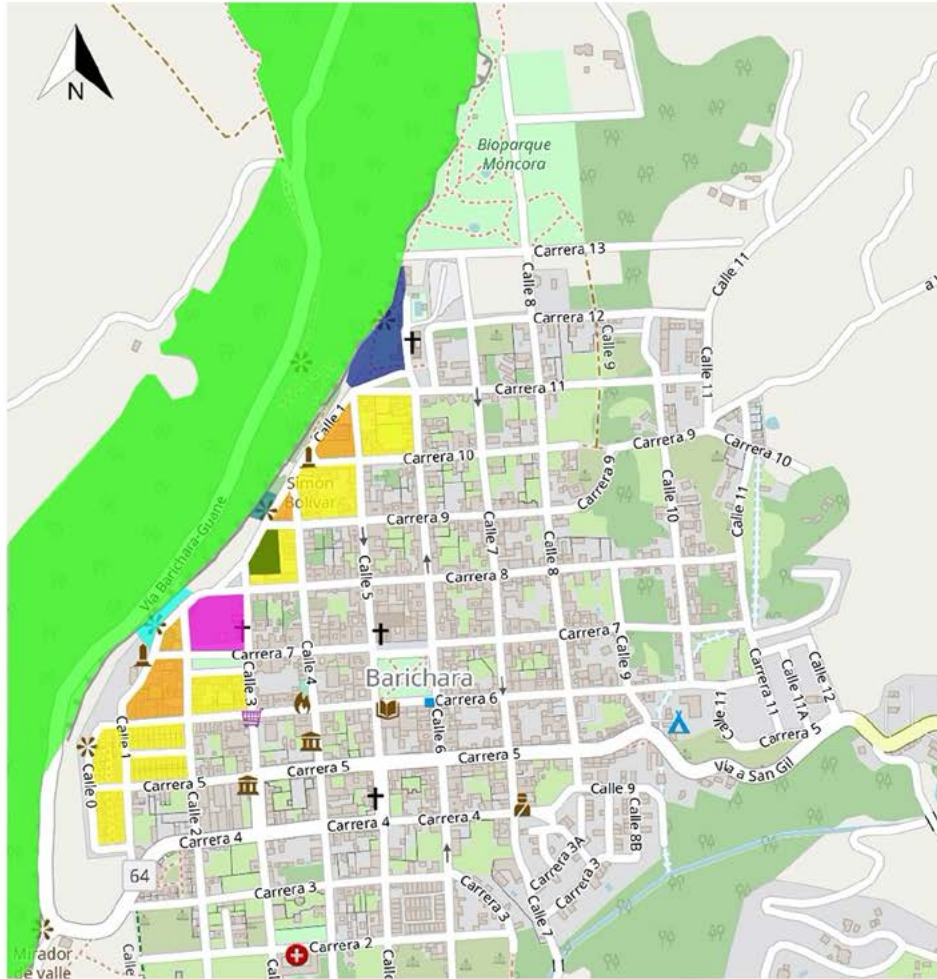 N
Bioparque
Móncora
Carrera 13
Calle 11
Calle 8
Carrera 12
Calle 9
Calle 11
Carrera 11
Calle 1
Carrera 9
Carrera 10
Carrera 10
Carrera 9
Simón
Bolívar
Calle 10
Calle 11
Carrera 9
Calle 7
Calle 8
Via Barichara-Guane
Calle 5
Carrera 8
Carrera 7
Carrera 7
Calle 3
Calle 4
Calle 9
Barichara
Carrera 6
Calle 11
Carrera 11
Calle 11A
Calle 12
Calle 1
Calle 6
Carrera 5
Carrera 5
Vía a San Gil
Calle 0
Carrera 5
Calle 2
Calle 9
Calle 8B
Carrera 4
Carrera 4
Carrera 4
Carrera 3A
64
Carrera 3
Carrera 3
Carrera 3
Calle 7
Mirador
de valle
Carrera 2